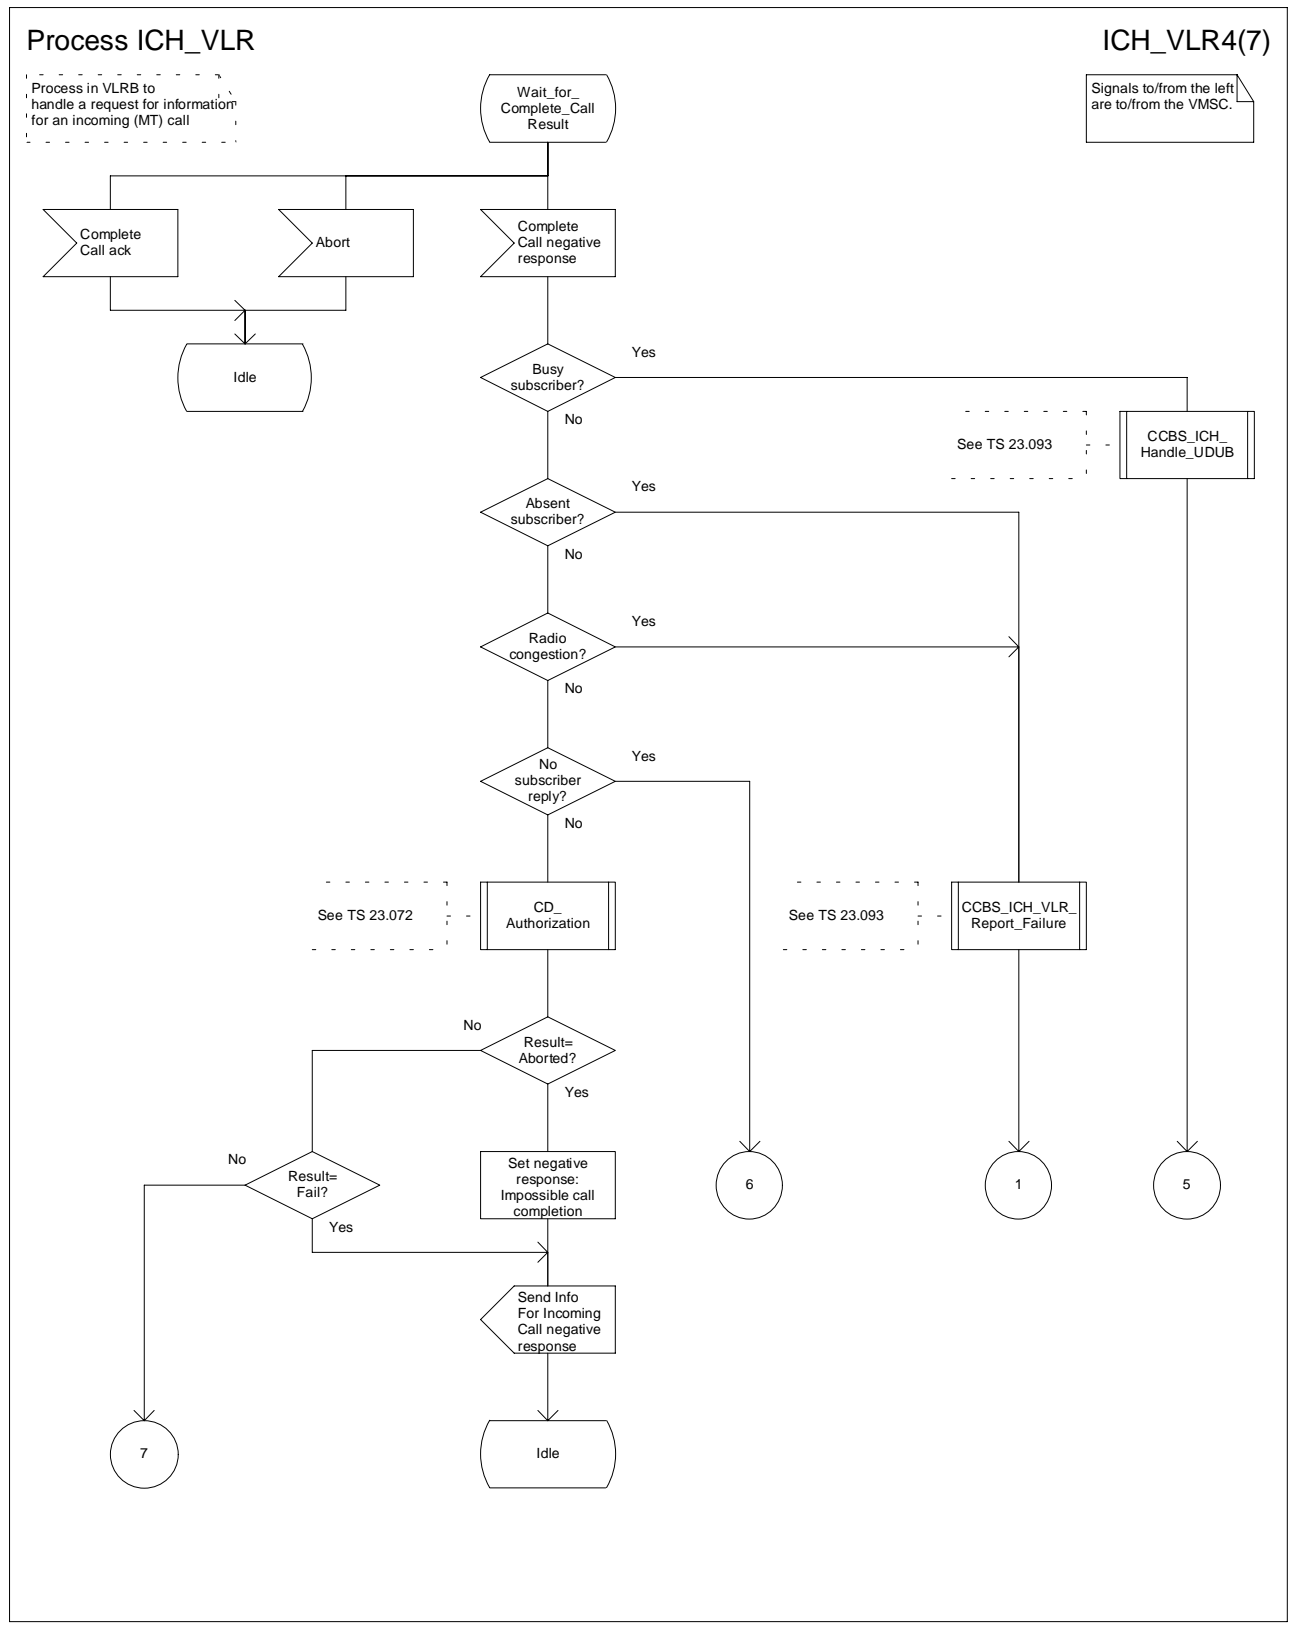 Process ICH_VLR
ICH_VLR4(7)
Process in VLRB to
handle a request for information
for an incoming (MT) call
Wait_for_
Complete_Call
Result
Signals to/from the left
are to/from the VMSC.
Complete
Call ack
Abort
Complete
Call negative
response
Idle
Busy
subscriber?
Yes
No
See TS 23.093
CCBS_ICH_
Handle_UDUB
Absent
subscriber?
Yes
No
Radio
congestion?
Yes
No
No
subscriber
reply?
Yes
No
See TS 23.072
CD_
Authorization
See TS 23.093
CCBS_ICH_VLR_
Report_Failure
No
Result=
Aborted?
Yes
No
Result=
Fail?
Yes
Set negative
response:
Impossible call
completion
6
1
5
Send Info
For Incoming
Call negative
response
7
Idle